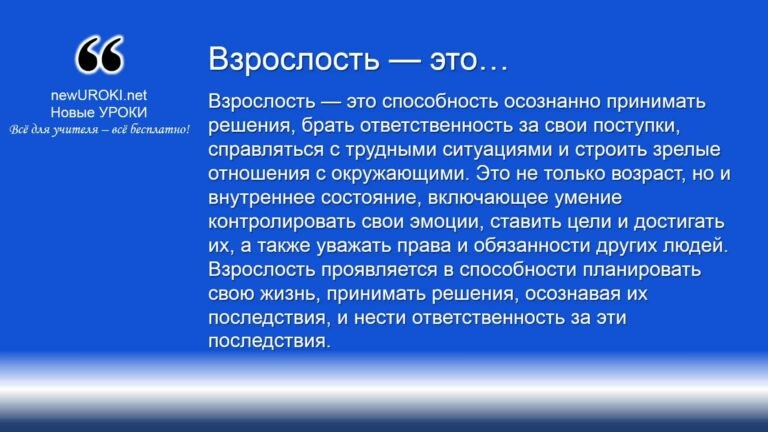 newUROKI.net
Новые УРОКИ
Всё для учителя – всё бесплатно!
Взрослость — это…
Взрослость — это способность осознанно принимать
решения, брать ответственность за свои поступки,
справляться с трудными ситуациями и строить зрелые
отношения с окружающими. Это не только возраст, но и
внутреннее состояние, включающее умение
контролировать свои эмоции, ставить цели и достигать
их, а также уважать права и обязанности других людей.
Взрослость проявляется в способности планировать
свою жизнь, принимать решения, осознавая их
последствия, и нести ответственность за эти
последствия.